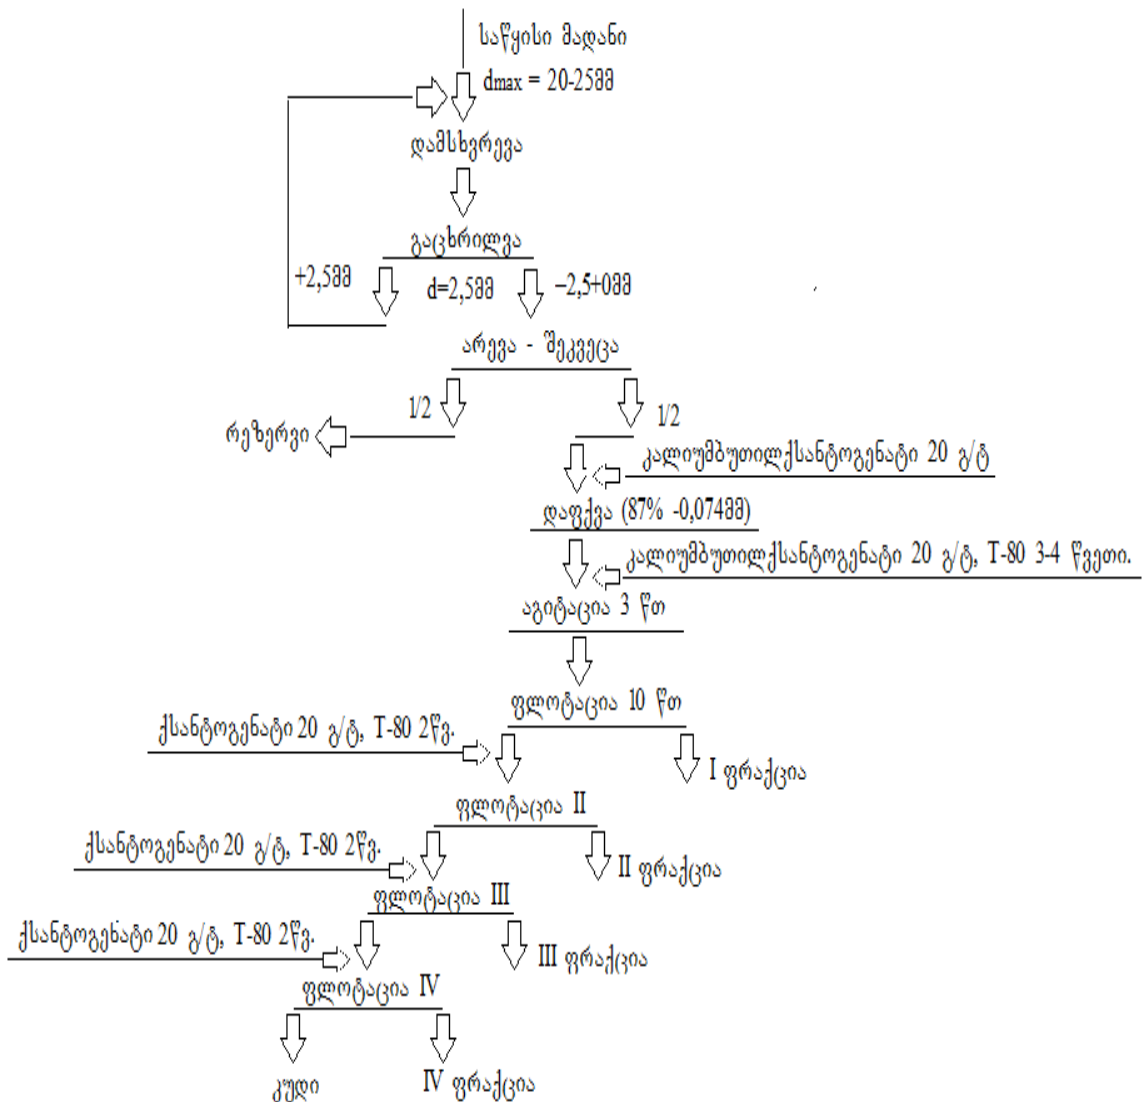 საწყისი მადანი
dmax = 20-25მმ
დამსხვრევა
გაცხრილვა
+2,5მმ
d=2,5მმ
–2,5+0მმ
არევა - შეკვეცა
1/2
1/2
რეზერვი
კალიუმბუთილქსანტოგენატი 20 გ/ტ
დაფქვა (87% -0,074მმ)
კალიუმბუთილქსანტოგენატი 20 გ/ტ, T-80 3-4 წვეთი.
აგიტაცია 3 წთ
ფლოტაცია 10 წთ
ქსანტოგენატი 20 გ/ტ, T-80 2წვ.
I ფრაქცია
ფლოტაცია II
ქსანტოგენატი 20 გ/ტ, T-80 2წვ.
II ფრაქცია
ფლოტაცია III
ქსანტოგენატი 20 გ/ტ, T-80 2წვ.
III ფრაქცია
ფლოტაცია IV
კუდი
IV ფრაქცია